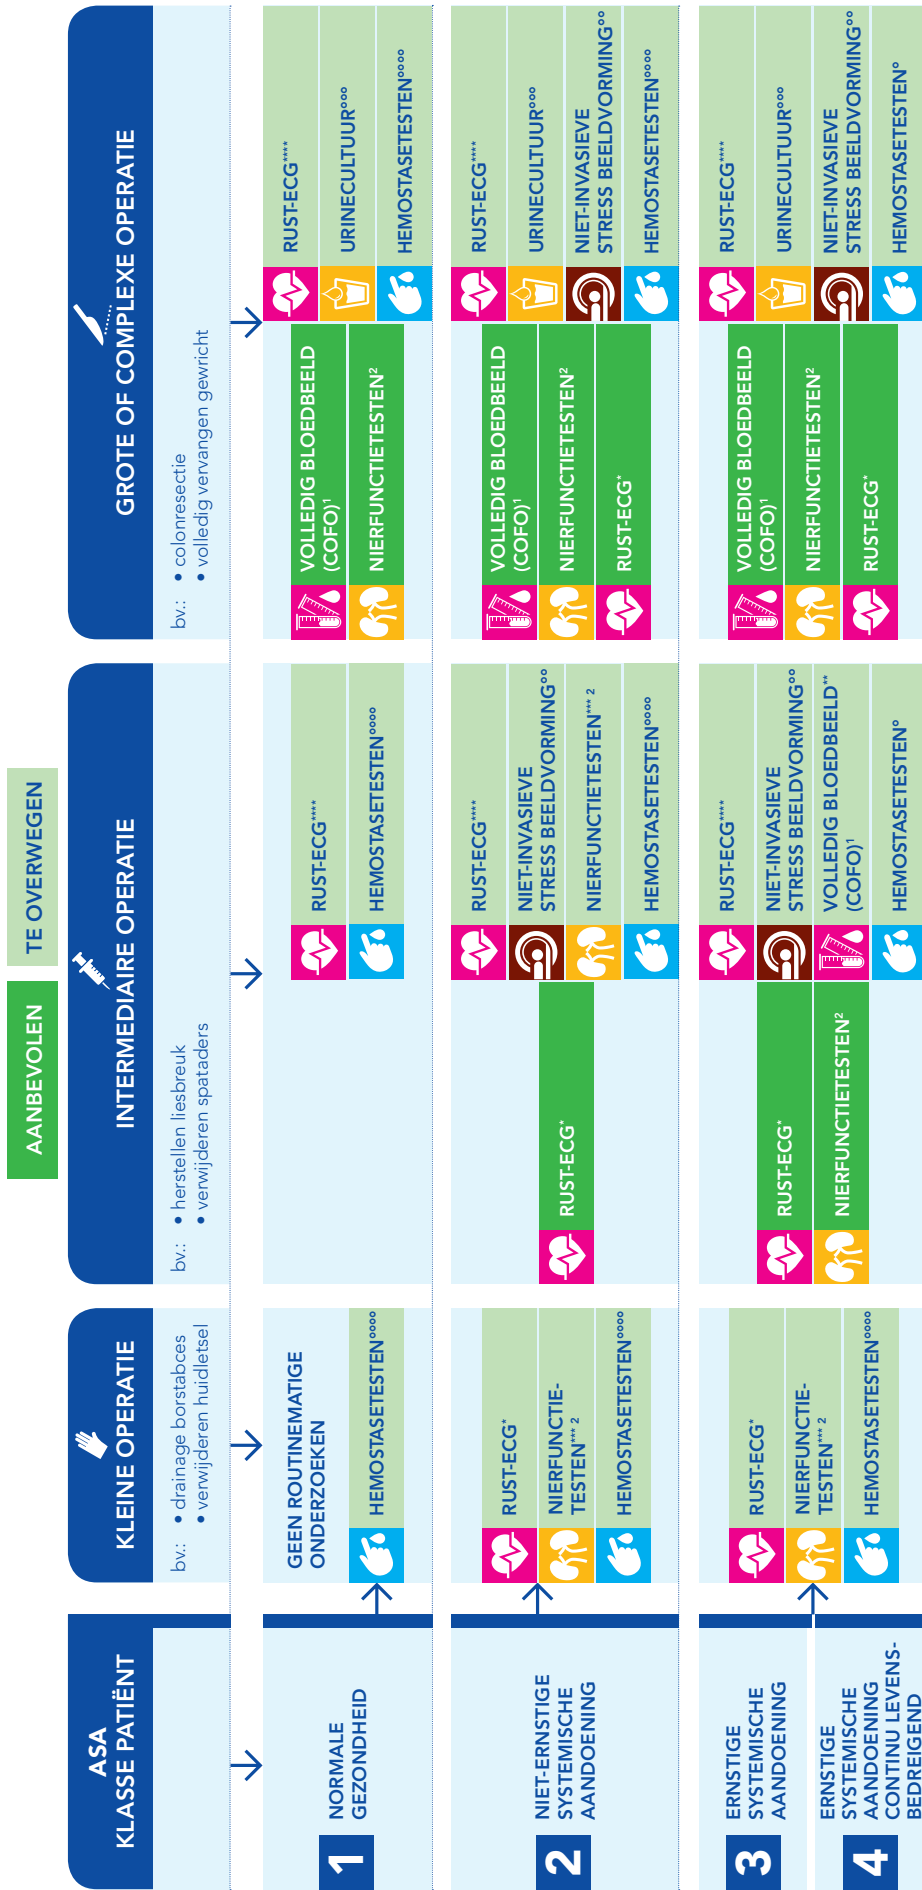 AANBEVOLEN
TE OVERWEGEN
ASA
KLASSE PATIËNT
KLEINE OPERATIE
bv.: • drainage borstabces
• verwijderen huidletsel
INTERMEDIAIRE OPERATIE
bv.: • herstellen liesbreuk
• verwijderen spataders
GROTE OF COMPLEXE OPERATIE
bv.: • colonresectie
• volledig vervangen gewricht
1
NORMALE
GEZONDHEID
GEEN ROUTINEMATIGE
ONDERZOEKEN
HEMOSTASETESTEN°°°°
RUST-ECG****
HEMOSTASETESTEN°°°°
VOLLEDIG BLOEDBEELD
(COFO)¹
NIERFUNCTIETESTEN²
RUST-ECG****
URINECULTUUR°°°
HEMOSTASETESTEN°°°°
2
NIET-ERNSTIGE
SYSTEMISCHE
AANDOENING
RUST-ECG*
NIERFUNCTIE-
TESTEN*** ²
HEMOSTASETESTEN°°°°
RUST-ECG*
RUST-ECG****
NIET-INVASIEVE
STRESS BEELDVORMING°°
NIERFUNCTIETESTEN*** ²
HEMOSTASETESTEN°°°°
VOLLEDIG BLOEDBEELD
(COFO)¹
NIERFUNCTIETESTEN²
RUST-ECG*
RUST-ECG****
URINECULTUUR°°°
NIET-INVASIEVE
STRESS BEELDVORMING°°
HEMOSTASETESTEN°°°°
3
ERNSTIGE
SYSTEMISCHE
AANDOENING
4
ERNSTIGE
SYSTEMISCHE
AANDOENING
CONTINU LEVENS-
BEDREIGEND
RUST-ECG*
NIERFUNCTIE-
TESTEN*** ²
HEMOSTASETESTEN°°°°
RUST-ECG*
NIERFUNCTIETESTEN²
RUST-ECG****
NIET-INVASIEVE
STRESS BEELDVORMING°°
VOLLEDIG BLOEDBEELD**
(COFO)¹
HEMOSTASETESTEN°
VOLLEDIG BLOEDBEELD
(COFO)¹
NIERFUNCTIETESTEN²
RUST-ECG*
RUST-ECG****
URINECULTUUR°°°
NIET-INVASIEVE
STRESS BEELDVORMING°°
HEMOSTASETESTEN°